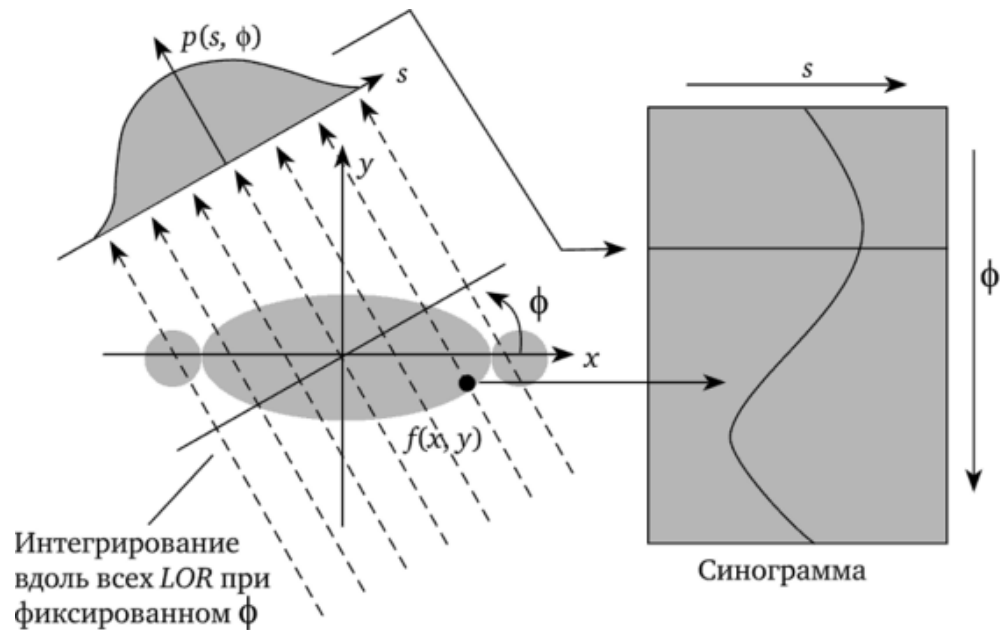 p(s, ϕ)
s
y
ϕ
x
f(x, y)
Интегрирование
вдоль всех LOR при
фиксированном ϕ
s
ϕ
Синограмма